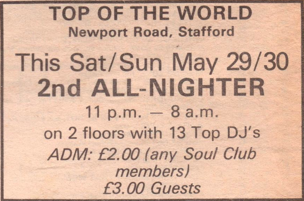 TOP OF THE WORLD
Newport Road, Stafford
This Sat/Sun May 29/30
2nd ALL-NIGHTER
11 p.m. — 8 a.m.
on 2 floors with 13 Top DJ's
ADM: £2.00 (any Soul Club
members)
£3.00 Guests